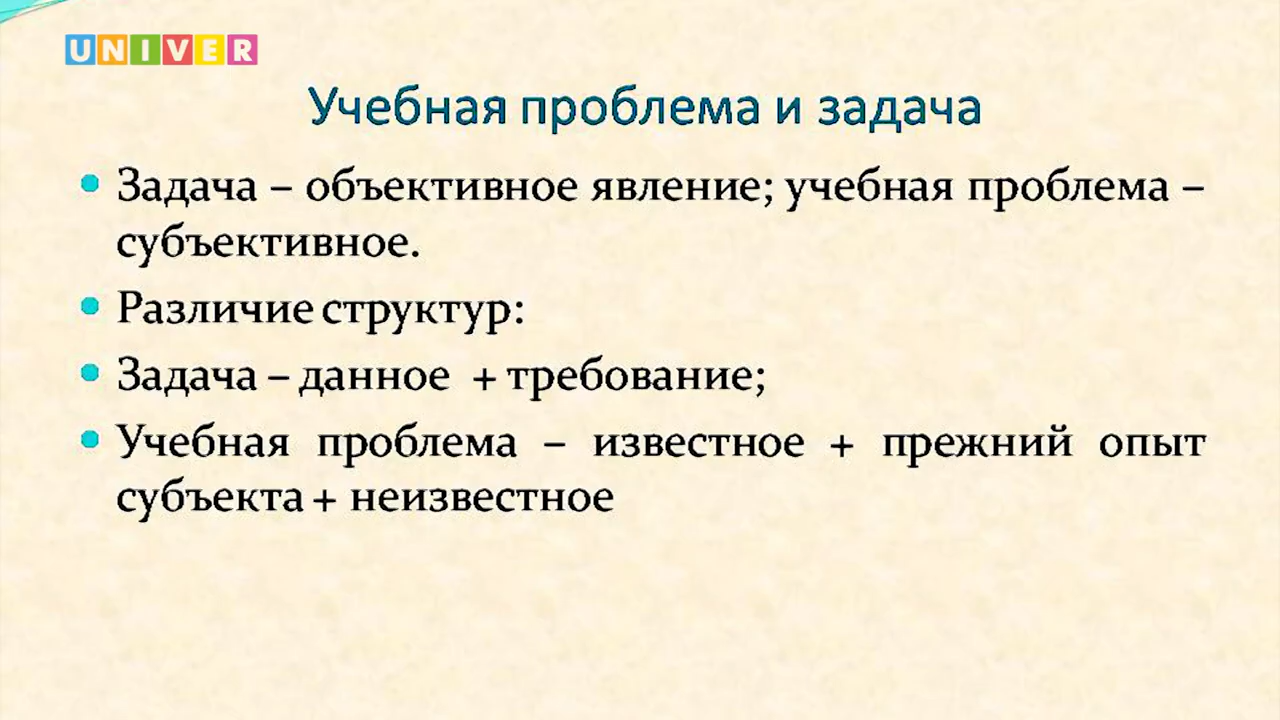 UNIVER
Учебная проблема и задача
Задача – объективное явление; учебная проблема –
субъективное.
Различие структур:
Задача – данное + требование;
Учебная проблема – известное + прежний опыт
субъекта + неизвестное